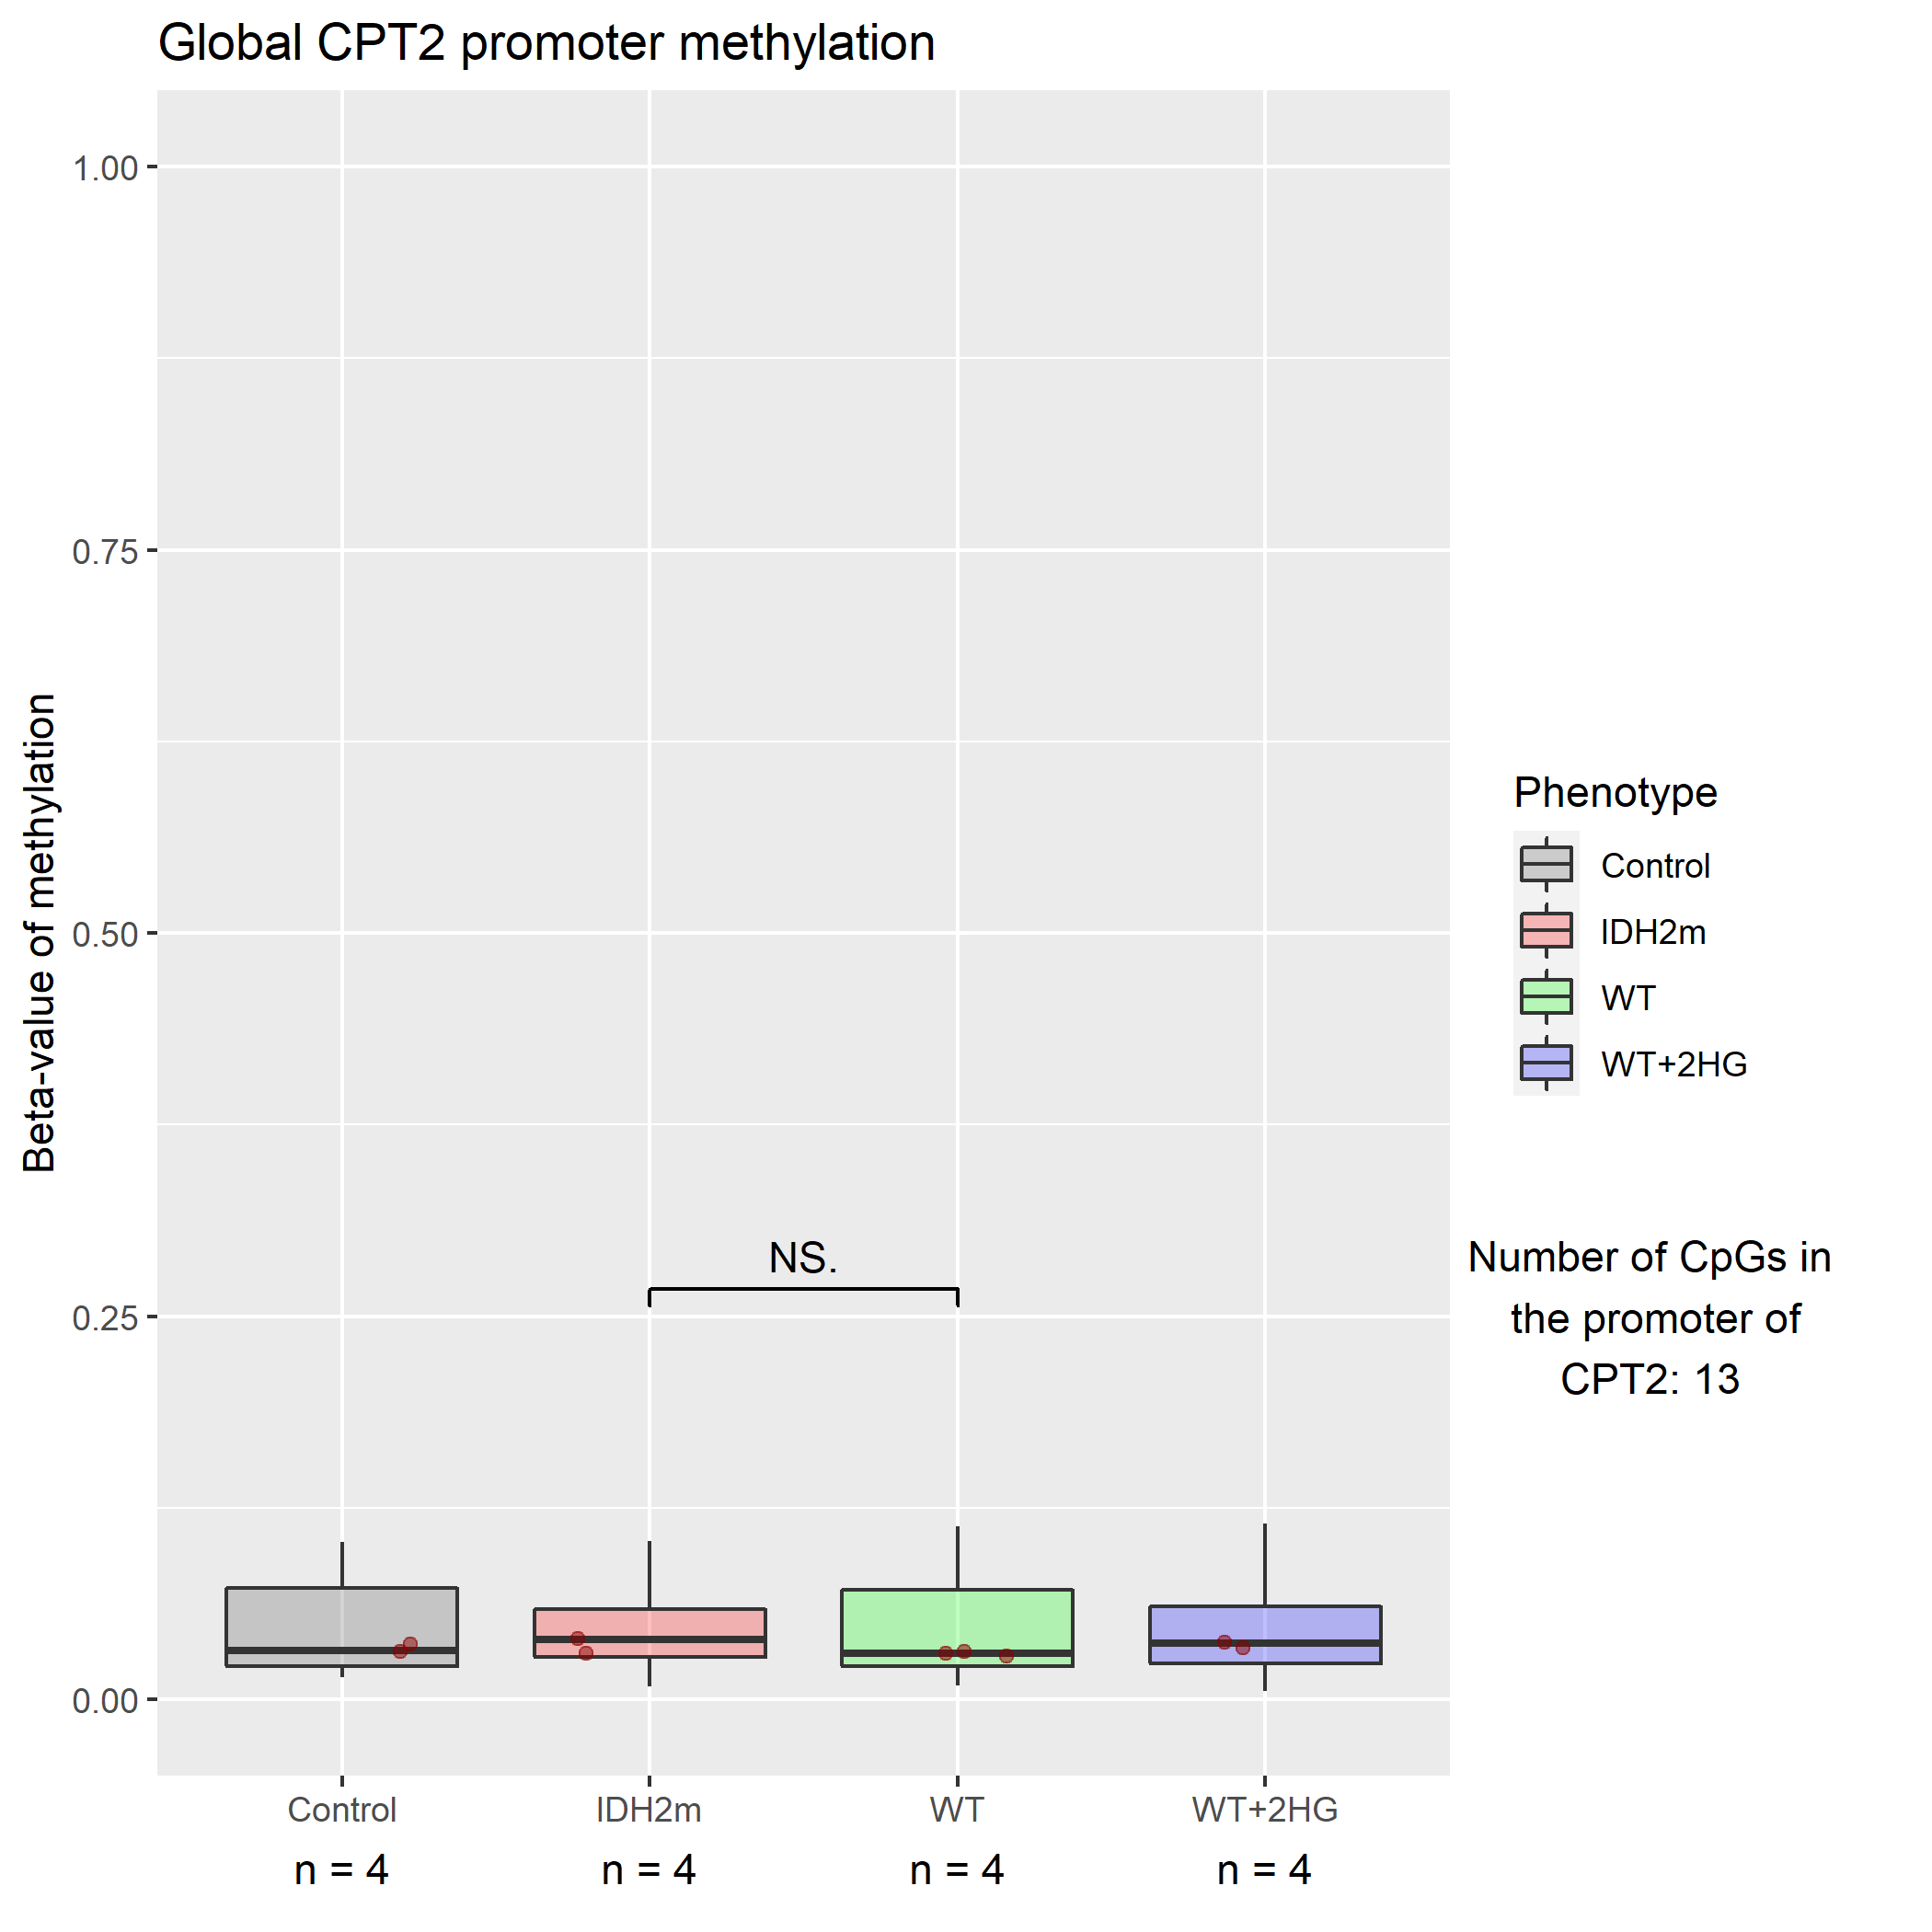 Global CPT2 promoter methylation
Beta-value of methylation
1.00
0.75
0.50
0.25
0.00
NS.
Control
IDH2m
WT
WT+2HG
n = 4
n = 4
n = 4
n = 4
Phenotype
Control
IDH2m
WT
WT+2HG
Number of CpGs in
the promoter of
CPT2: 13